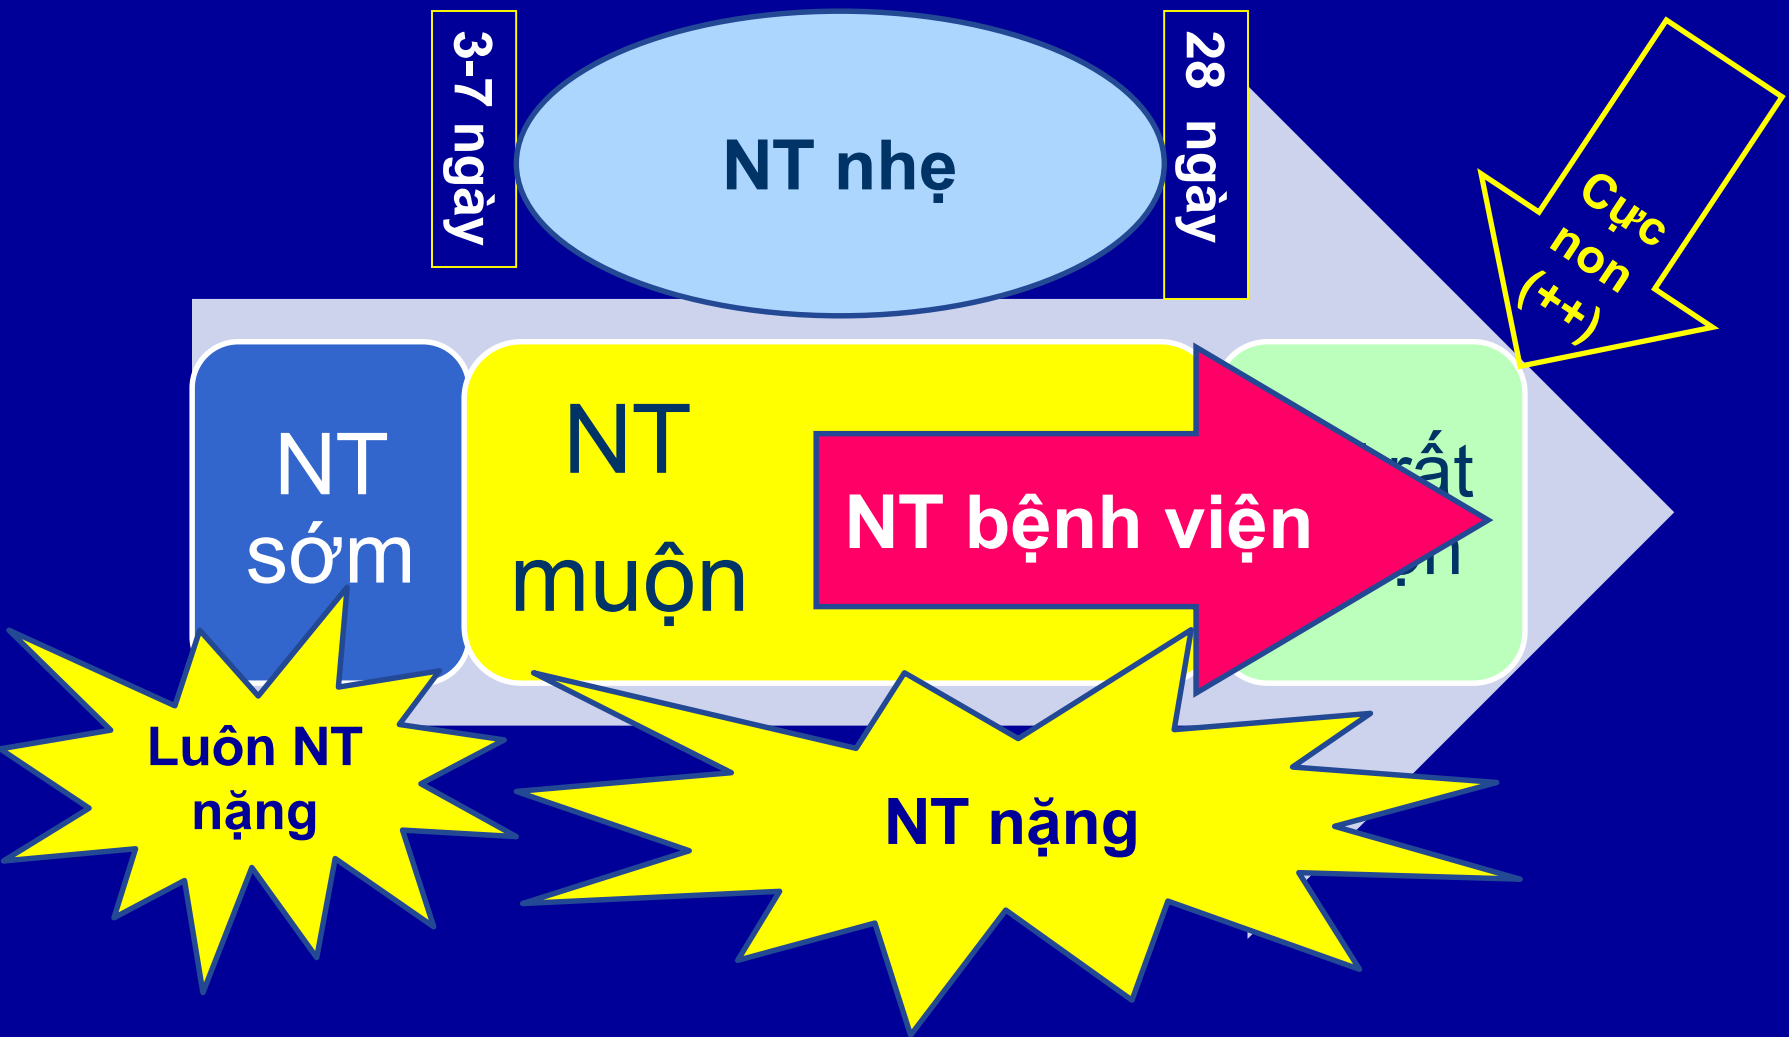 3-7 ngày
NT nhẹ
28 ngày
Cực
non
(++)
NT
sớm
NT
muộn
NT bệnh viện
rất
Luôn NT
nặng
NT nặng